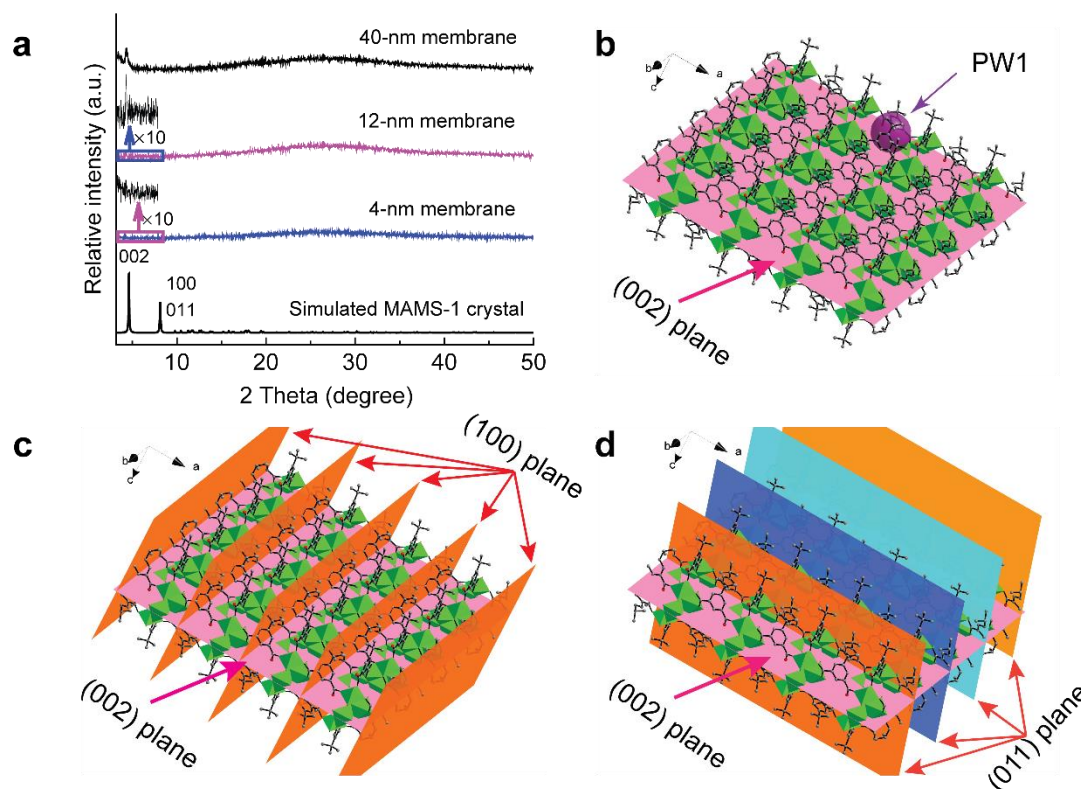 a
Relative intensity (a.u.)
40-nm membrane
×10
12-nm membrane
×10
4-nm membrane
002
100
011
Simulated MAMS-1 crystal
10 20 30 40 50
2 Theta (degree)
b
b a
c
PW1
(002) plane
c
b a
c
(100) plane
(002) plane
d
b a
c
(002) plane
(011) plane